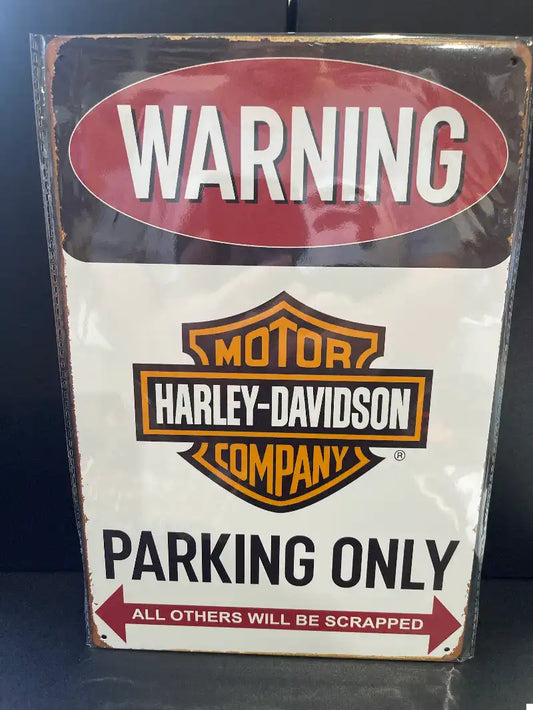 WARNING
MOTOR
HARLEY-DAVIDSON
COMPANY
®
PARKING ONLY
ALL OTHERS WILL BE SCRAPPED